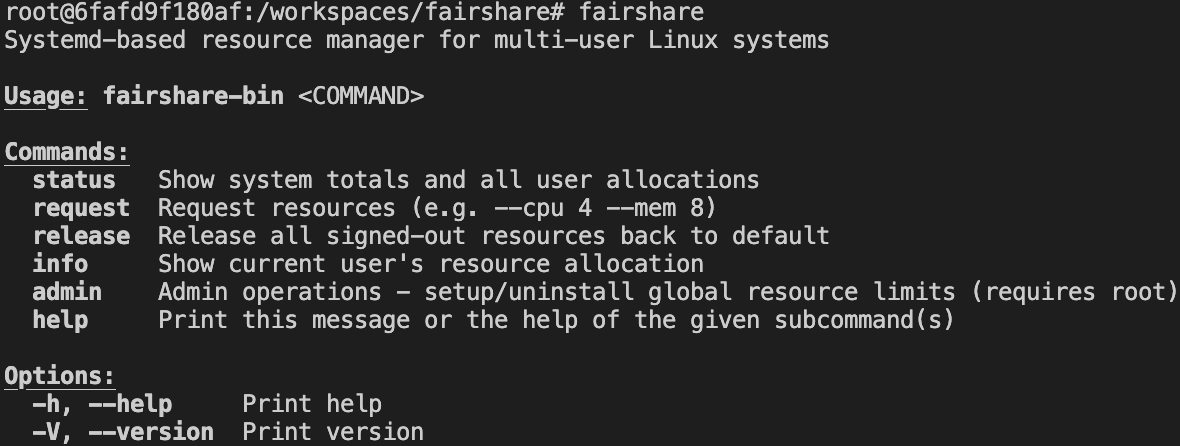 root@6fafd9f180af:/workspaces/fairshare# fairshare
Systemd-based resource manager for multi-user Linux systems
Usage: fairshare-bin <COMMAND>
Commands:
status Show system totals and all user allocations
request Request resources (e.g. --cpu 4 --mem 8)
release Release all signed-out resources back to default
info Show current user's resource allocation
admin Admin operations - setup/uninstall global resource limits (requires root)
help Print this message or the help of the given subcommand(s)
Options:
-h, --help Print help
-V, --version Print version